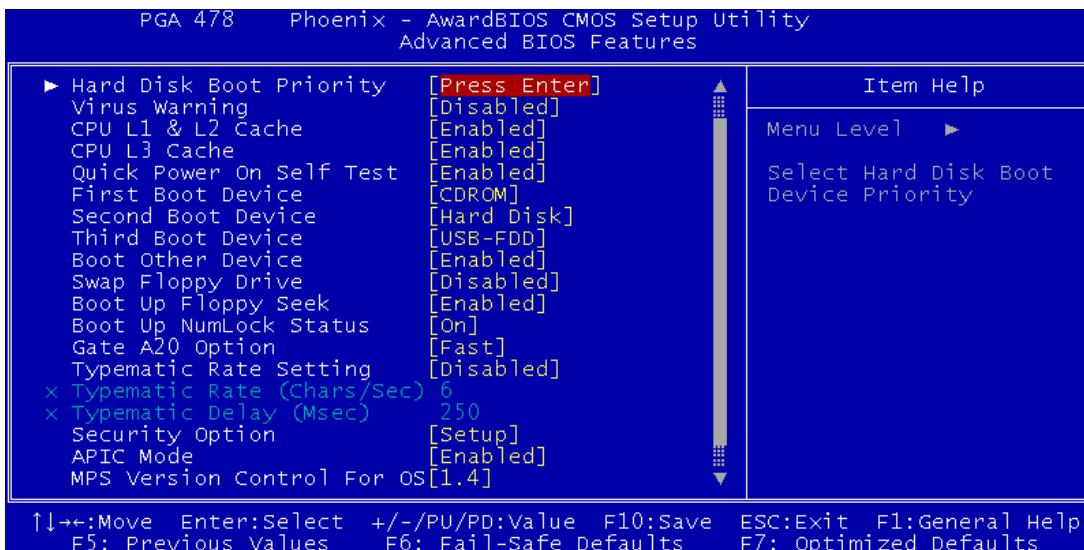 PGA 478 Phoenix - AwardBIOS CMOS Setup Utility
Advanced BIOS Features
► Hard Disk Boot Priority [Press Enter]
Virus Warning [Disabled]
CPU L1 & L2 Cache [Enabled]
CPU L3 Cache [Enabled]
Quick Power On Self Test [Enabled]
First Boot Device [CDROM]
Second Boot Device [Hard Disk]
Third Boot Device [USB-FDD]
Boot Other Device [Enabled]
Swap Floppy Drive [Disabled]
Boot Up Floppy Seek [Enabled]
Boot Up NumLock Status [On]
Gate A20 Option [Fast]
Typematic Rate Setting [Disabled]
x Typematic Rate (Chars/Sec) 6
x Typematic Delay (Msec) 250
Security Option [Setup]
APIC Mode [Enabled]
MPS Version Control For OS[1.4]
Item Help
Menu Level ►
Select Hard Disk Boot
Device Priority
↑↓→←:Move Enter:Select +/-/PU/PD:Value F10:Save ESC:Exit F1:General Help
F5: Previous Values F6: Fail-Safe Defaults F7: Optimized Defaults